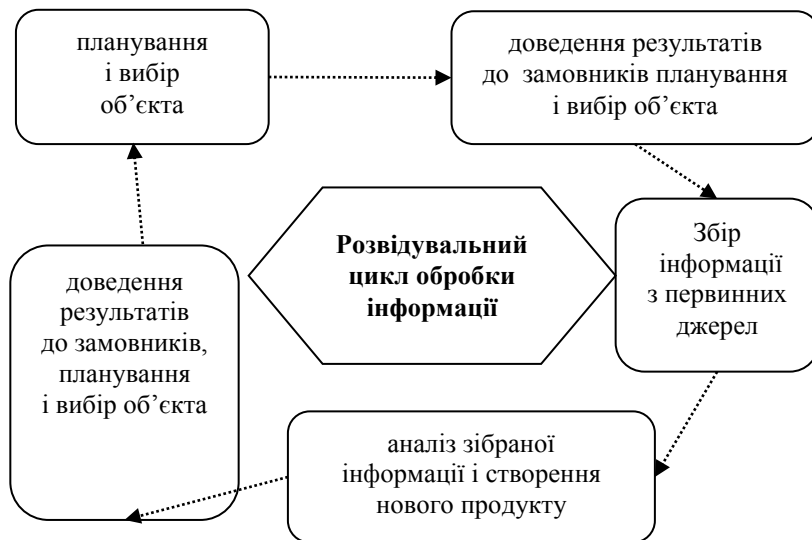 планування
і вибір
об’єкта
доведення результатів
до замовників планування
і вибір об’єкта
Розвідувальний
цикл обробки
інформації
Збір
інформації
з первинних
джерел
доведення
результатів
до замовників,
планування
і вибір об’єкта
аналіз зібраної
інформації і створення
нового продукту